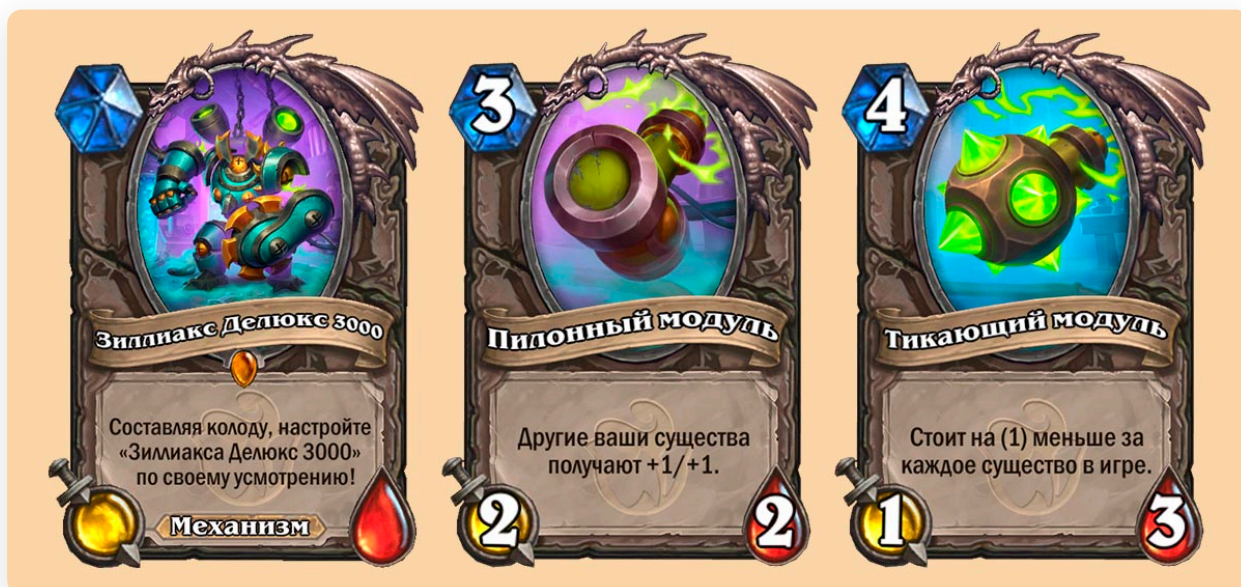 Зиллиакс Делюкс 3000
Составляя колоду, настройте
«Зиллиакса Делюкс 3000»
по своему усмотрению!
Механизм
3
Пилонный модуль
Другие ваши существа
получают +1/+1.
2
2
4
Тикающий модуль
Стоит на (1) меньше за
каждое существо в игре.
1
3